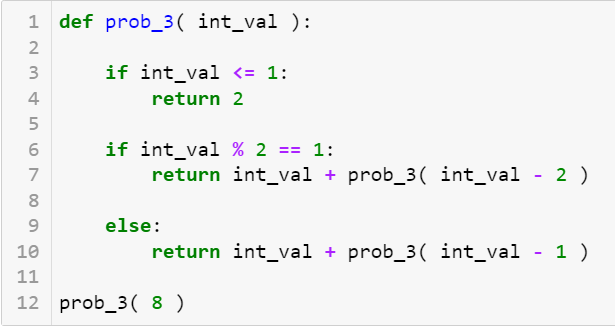 1 def prob_3( int_val ):
2
3     if int_val <= 1:
4         return 2
5
6     if int_val % 2 == 1:
7         return int_val + prob_3( int_val - 2 )
8
9     else:
10         return int_val + prob_3( int_val - 1 )
11
12 prob_3( 8 )